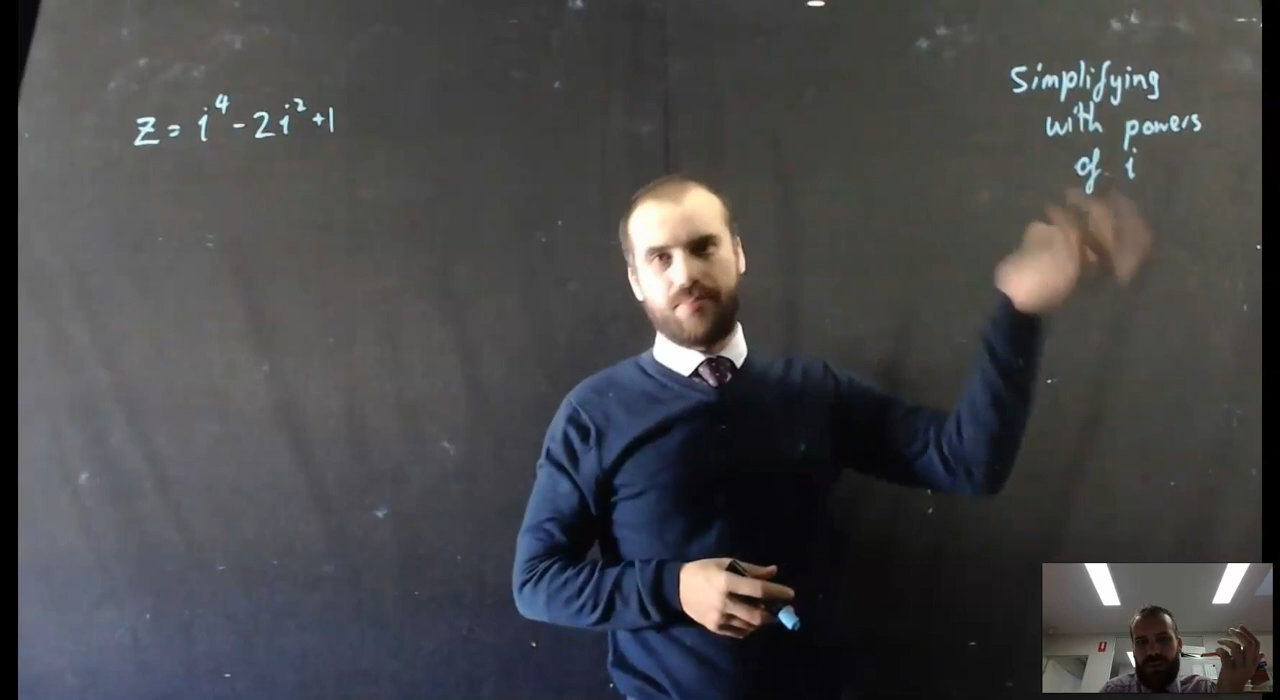 z = i⁴ - 2i² + 1
Simplifying
with powers
of i